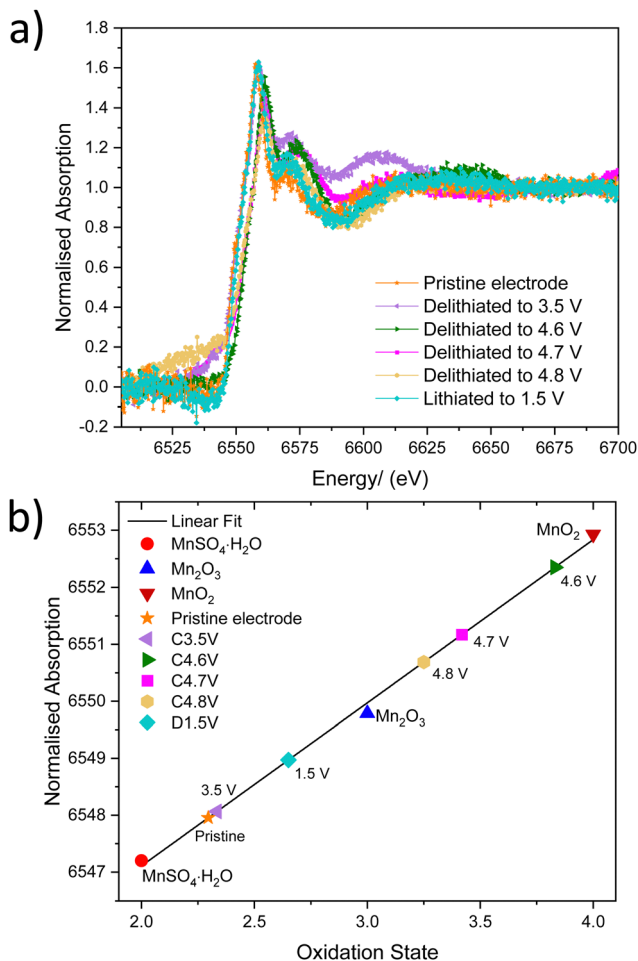 a)
1.8
1.6
1.4
1.2
1.0
0.8
0.6
0.4
0.2
0.0
-0.2
Normalised Absorption
Pristine electrode
Delithiated to 3.5 V
Delithiated to 4.6 V
Delithiated to 4.7 V
Delithiated to 4.8 V
Lithiated to 1.5 V
6525 6550 6575 6600 6625 6650 6675 6700
Energy/ (eV)
b)
6553
6552
6551
6550
6549
6548
6547
Normalised Absorption
Linear Fit
MnSO₄·H₂O
Mn₂O₃
MnO₂
Pristine electrode
C3.5V
C4.6V
C4.7V
C4.8V
D1.5V
MnO₂
4.6 V
4.7 V
4.8 V
Mn₂O₃
1.5 V
3.5 V
Pristine
MnSO₄·H₂O
2.0 2.5 3.0 3.5 4.0
Oxidation State